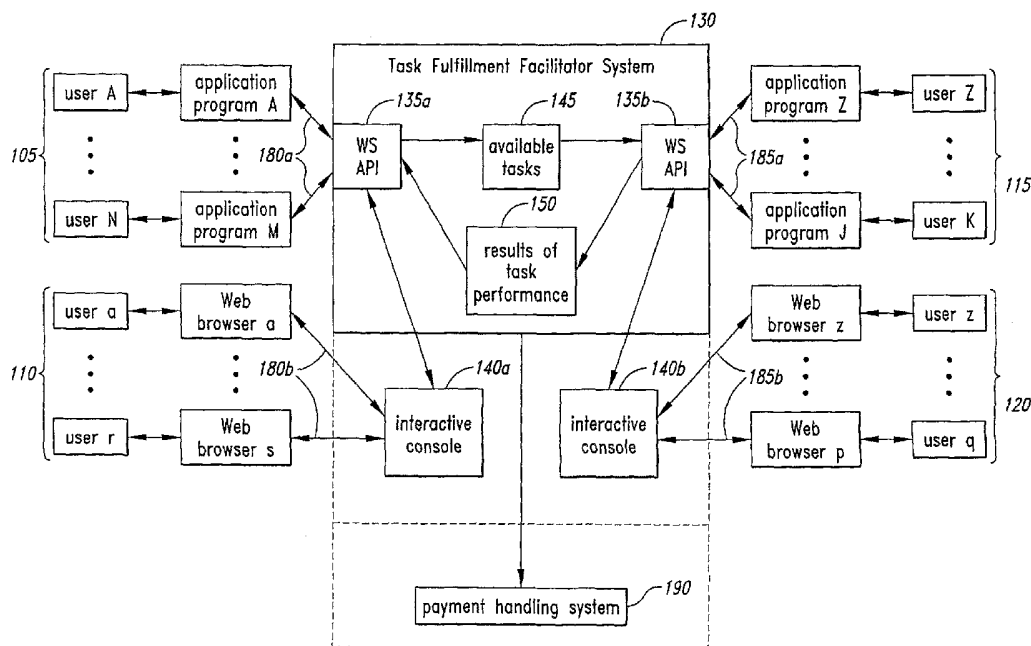 130
Task Fulfillment Facilitator System
135a
145
135b
user A
application
program A
WS
API
available
tasks
WS
API
application
program Z
user Z
105
180a
185a
115
150
user N
application
program M
results of
task
performance
application
program J
user K
user a
Web
browser a
Web
browser z
user z
110
180b
140a
140b
185b
120
user r
Web
browser s
interactive
console
interactive
console
Web
browser p
user q
190
payment handling system